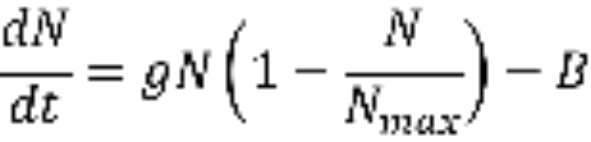 dN/dt = gN(1 − N/N_max) − B